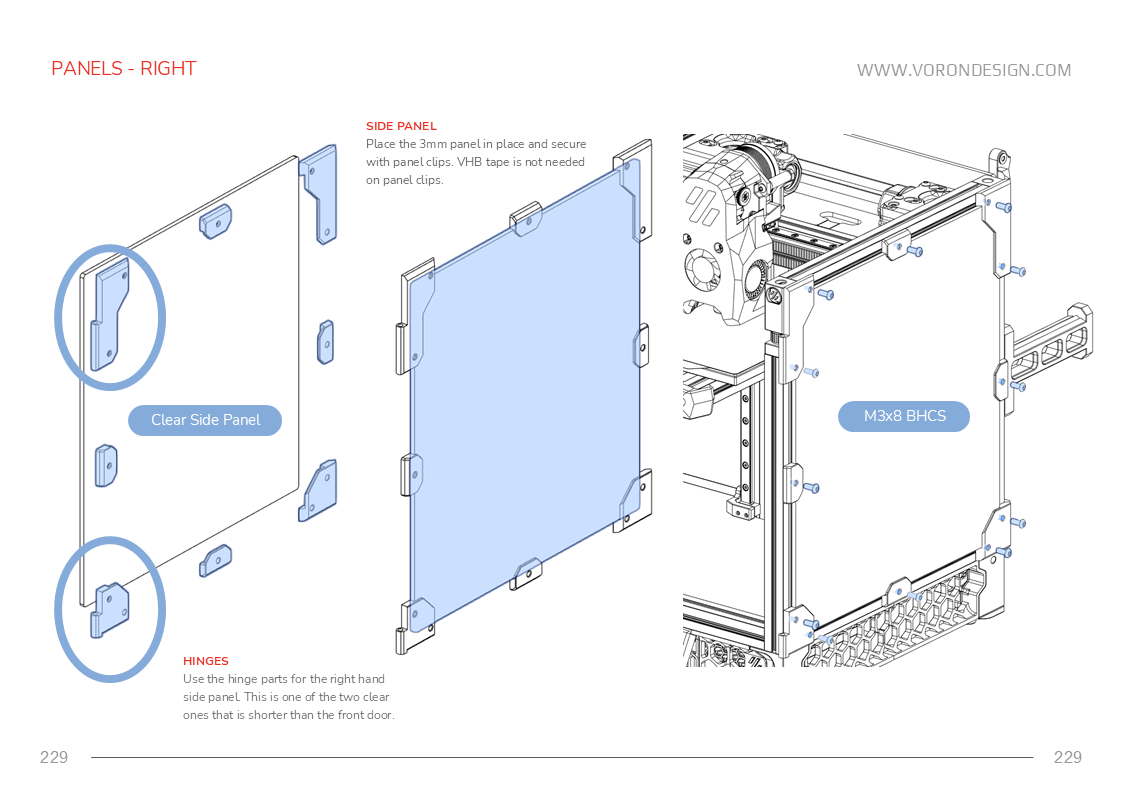 PANELS - RIGHT
WWW.VORONDESIGN.COM
SIDE PANEL
Place the 3mm panel in place and secure
with panel clips. VHB tape is not needed
on panel clips.
Clear Side Panel
M3x8 BHCS
HINGES
Use the hinge parts for the right hand
side panel. This is one of the two clear
ones that is shorter than the front door.
229
229